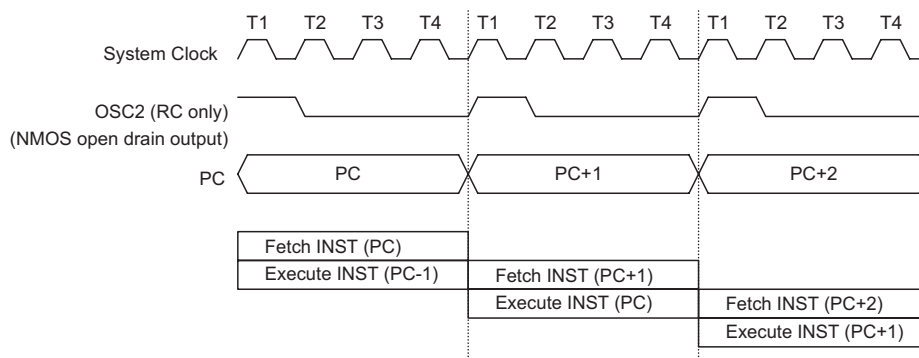 T1 T2 T3 T4 T1 T2 T3 T4 T1 T2 T3 T4
System Clock
OSC2 (RC only)
(NMOS open drain output)
PC PC PC+1 PC+2
Fetch INST (PC)
Execute INST (PC-1) Fetch INST (PC+1)
Execute INST (PC) Fetch INST (PC+2)
Execute INST (PC+1)